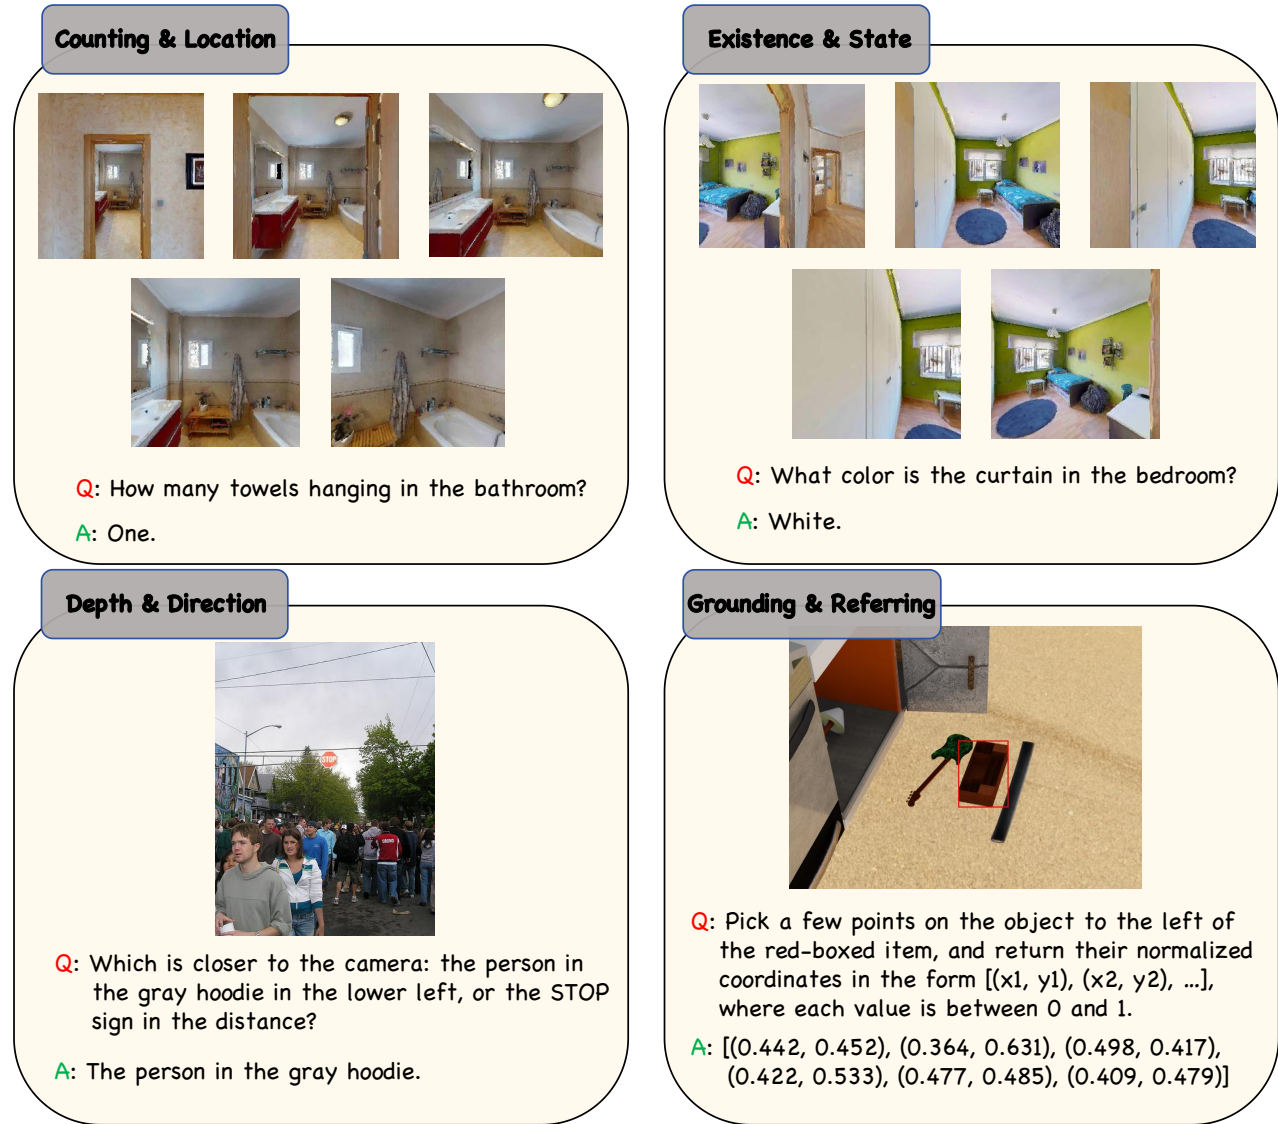 Counting & Location
Q: How many towels hanging in the bathroom?
A: One.
Existence & State
Q: What color is the curtain in the bedroom?
A: White.
Depth & Direction
STOP
Q: Which is closer to the camera: the person in
the gray hoodie in the lower left, or the STOP
sign in the distance?
A: The person in the gray hoodie.
Grounding & Referring
Q: Pick a few points on the object to the left of
the red-boxed item, and return their normalized
coordinates in the form [(x1, y1), (x2, y2), ...],
where each value is between 0 and 1.
A: [(0.442, 0.452), (0.364, 0.631), (0.498, 0.417),
(0.422, 0.533), (0.477, 0.485), (0.409, 0.479)]